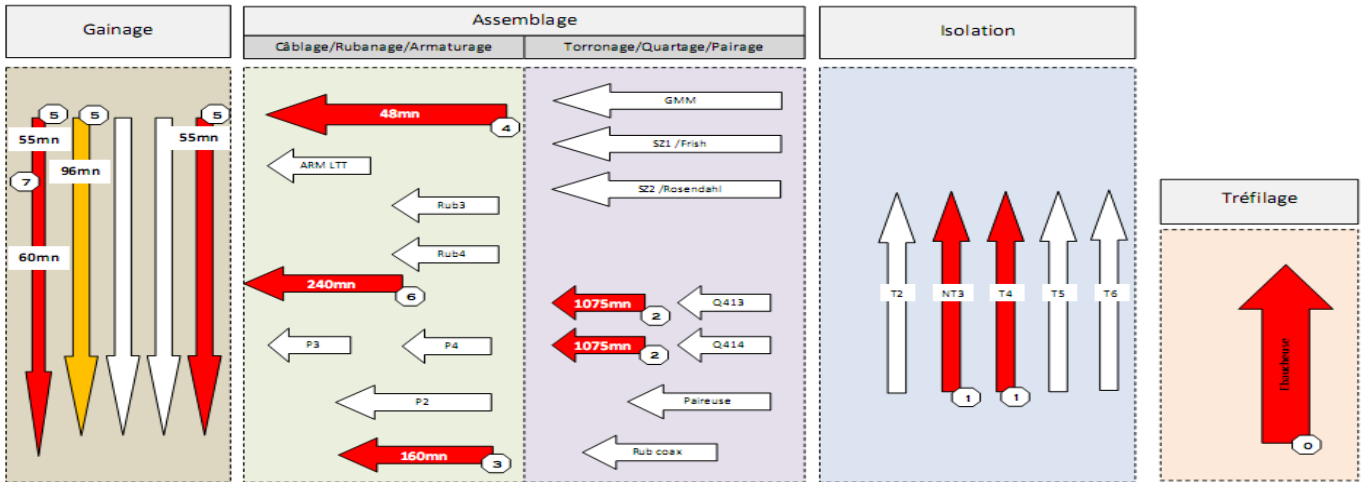 Gainage
Assemblage
Câblage/Rubanage/Armaturage
Torronage/Quartage/Pairage
Isolation
Tréfilage
5
5
5
55mn
55mn
96mn
7
60mn
48mn
4
ARM LTT
Rub3
Rub4
240mn
6
P3
P4
P2
160mn
3
GMM
SZ1 /Frish
SZ2 /Rosendahl
1075mn
2
Q413
1075mn
2
Q414
Paireuse
Rub coax
T2
NT3
T4
T5
T6
1
1
Ebaucheuse
0